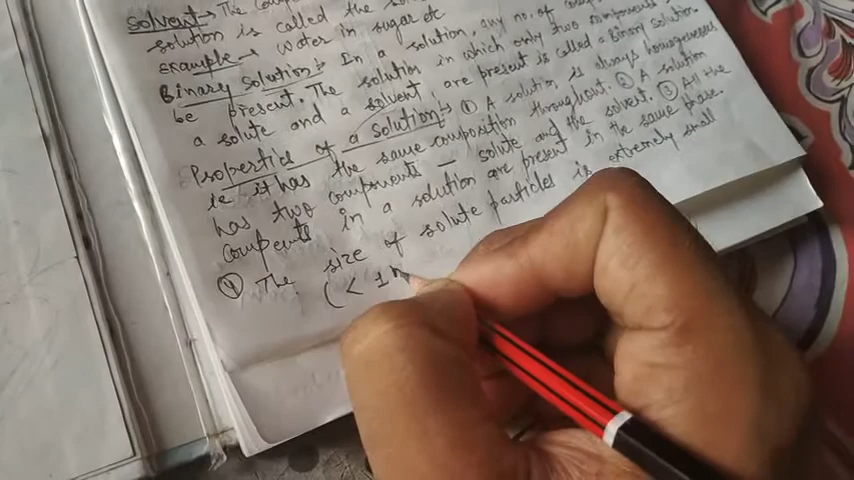 Solvent → The Comp
solution is called the sol
Example → Water in sugar etc
Binary Solution :- In a solution, any no. of comp
be present. The solution in which only two components
a solute and a solvent, are present is called a Binary solution.
Properties of a solution :- ① A solution is always homogeneous
ie it has the same composition throughout. ② A solution
has two components – solute and the solvent. ③ All the
in a solution are present in the same phase.
④ The size of solute particles is extremely small
(< 1 n